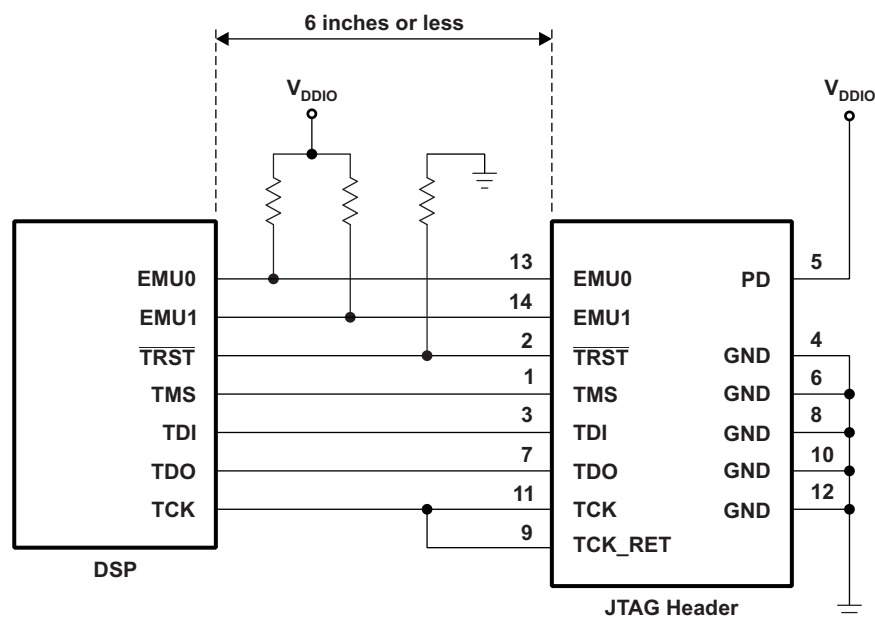 6 inches or less
VDDIO
VDDIO
13
5
EMU0
EMU0
PD
14
EMU1
EMU1
2
4
TRST
TRST
GND
1
6
TMS
TMS
GND
3
8
TDI
TDI
GND
7
10
TDO
TDO
GND
11
12
TCK
TCK
GND
9
TCK_RET
DSP
JTAG Header